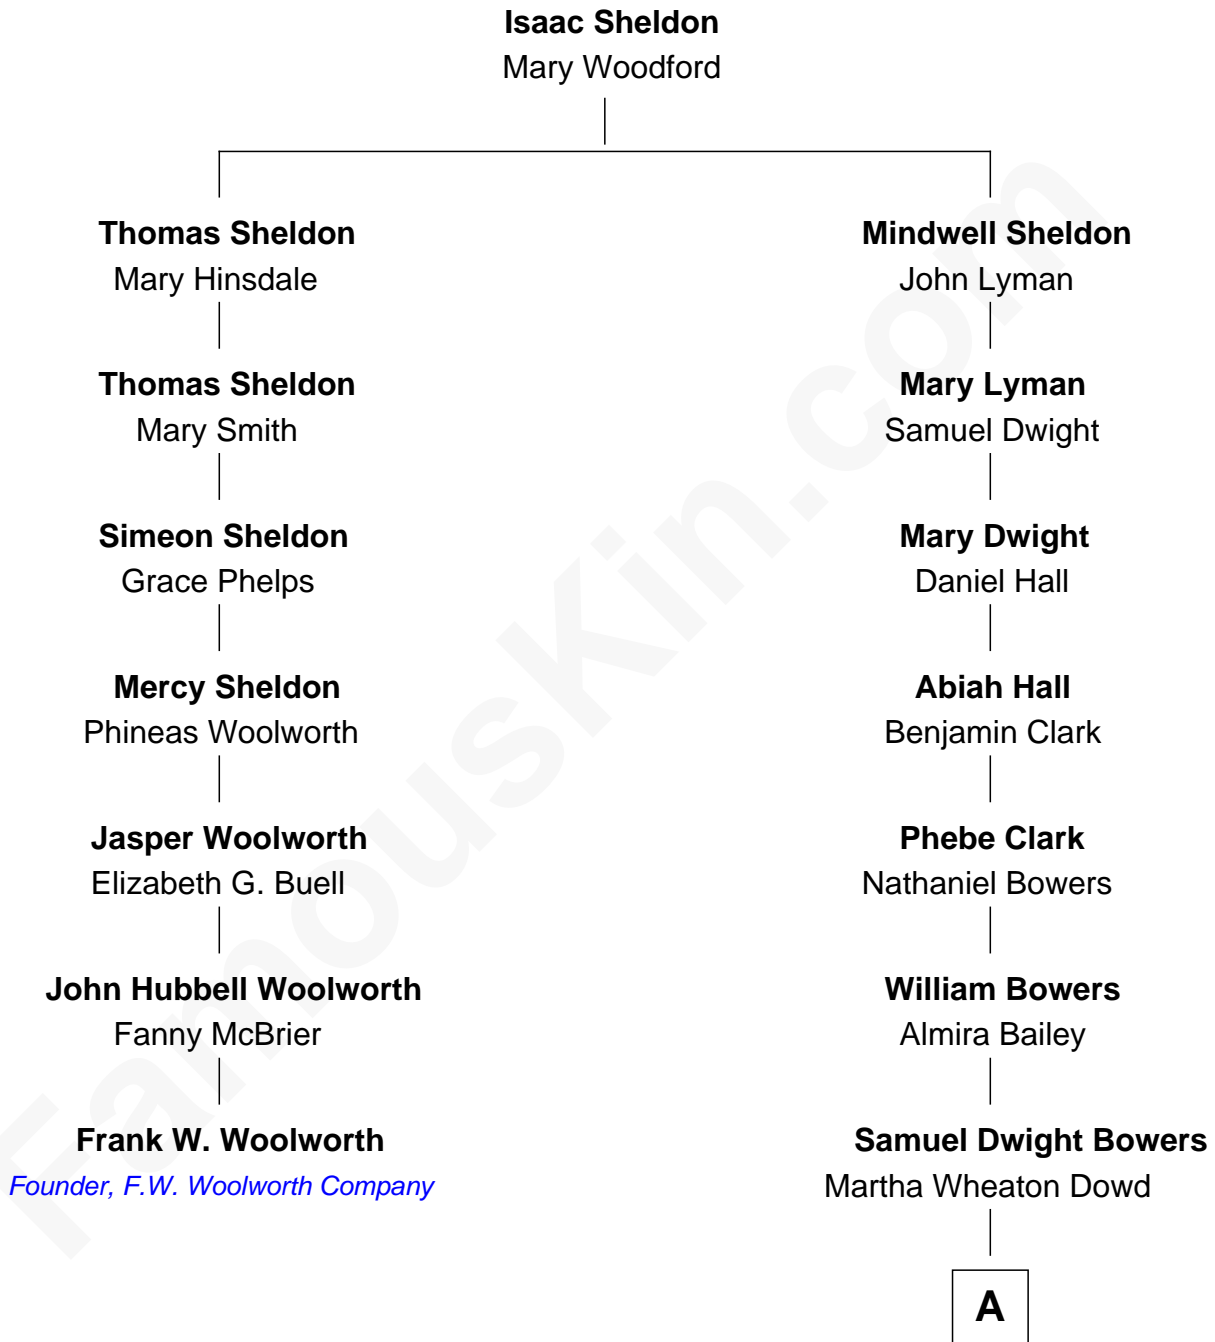 Isaac Sheldon
Mary Woodford
Thomas Sheldon
Mary Hinsdale
Thomas Sheldon
Mary Smith
Simeon Sheldon
Grace Phelps
Mercy Sheldon
Phineas Woolworth
Jasper Woolworth
Elizabeth G. Buell
John Hubbell Woolworth
Fanny McBrier
Frank W. Woolworth
Founder, F.W. Woolworth Company
Mindwell Sheldon
John Lyman
Mary Lyman
Samuel Dwight
Mary Dwight
Daniel Hall
Abiah Hall
Benjamin Clark
Phebe Clark
Nathaniel Bowers
William Bowers
Almira Bailey
Samuel Dwight Bowers
Martha Wheaton Dowd
A
FamousKin.com